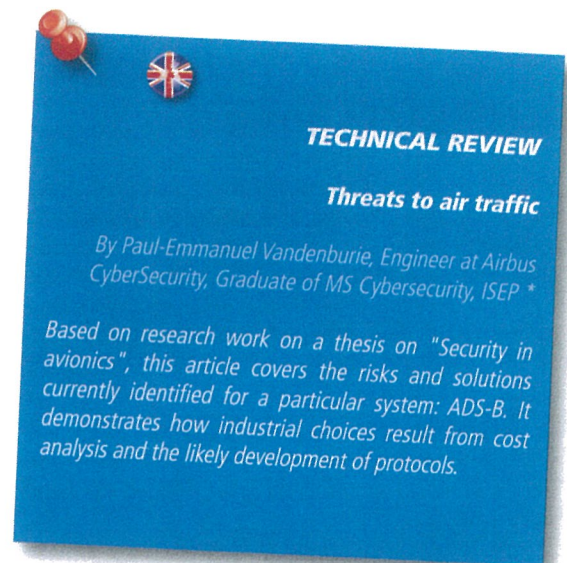 TECHNICAL REVIEW
Threats to air traffic
By Paul-Emmanuel Vandenburie, Engineer at Airbus
CyberSecurity, Graduate of MS Cybersecurity, ISEP *
Based on research work on a thesis on "Security in
avionics", this article covers the risks and solutions
currently identified for a particular system: ADS-B. It
demonstrates how industrial choices result from cost
analysis and the likely development of protocols.